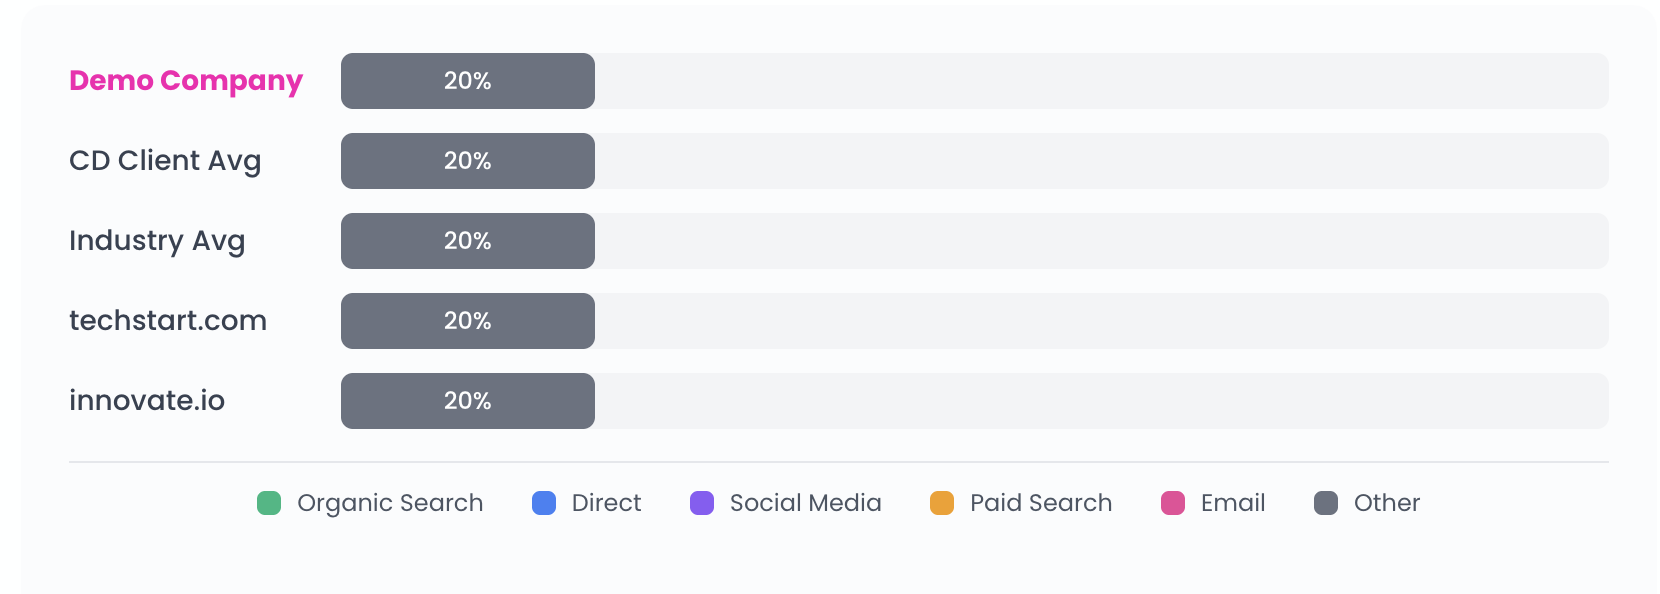 Demo Company 20%
CD Client Avg 20%
Industry Avg 20%
techstart.com 20%
innovate.io 20%
Organic Search Direct Social Media Paid Search Email Other